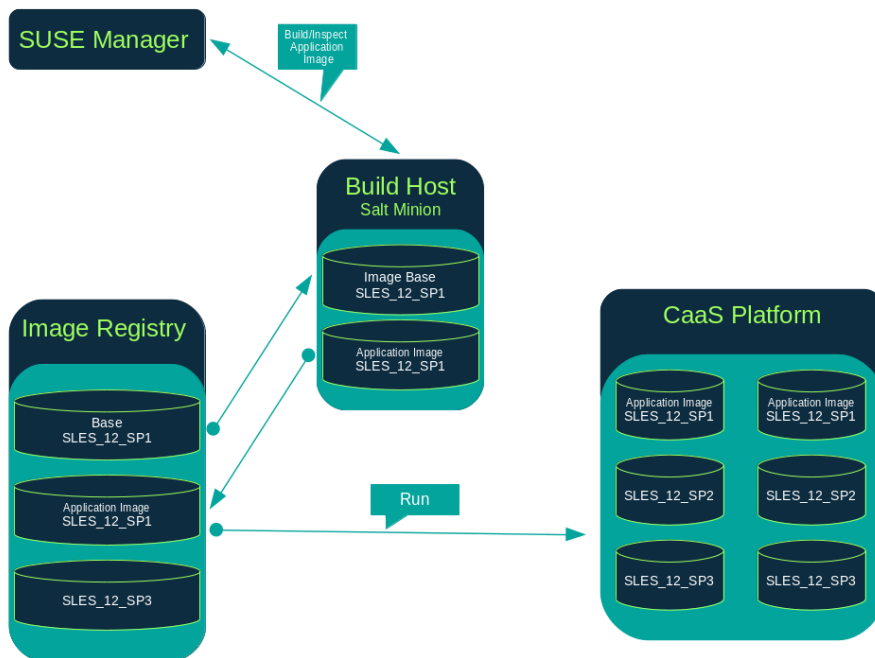 SUSE Manager
Build/Inspect
Application
Image
Build Host
Salt Minion
Image Base
SLES_12_SP1
Application Image
SLES_12_SP1
Image Registry
Base
SLES_12_SP1
Application Image
SLES_12_SP1
SLES_12_SP3
Run
CaaS Platform
Application Image
SLES_12_SP1
Application Image
SLES_12_SP1
SLES_12_SP2
SLES_12_SP2
SLES_12_SP3
SLES_12_SP3